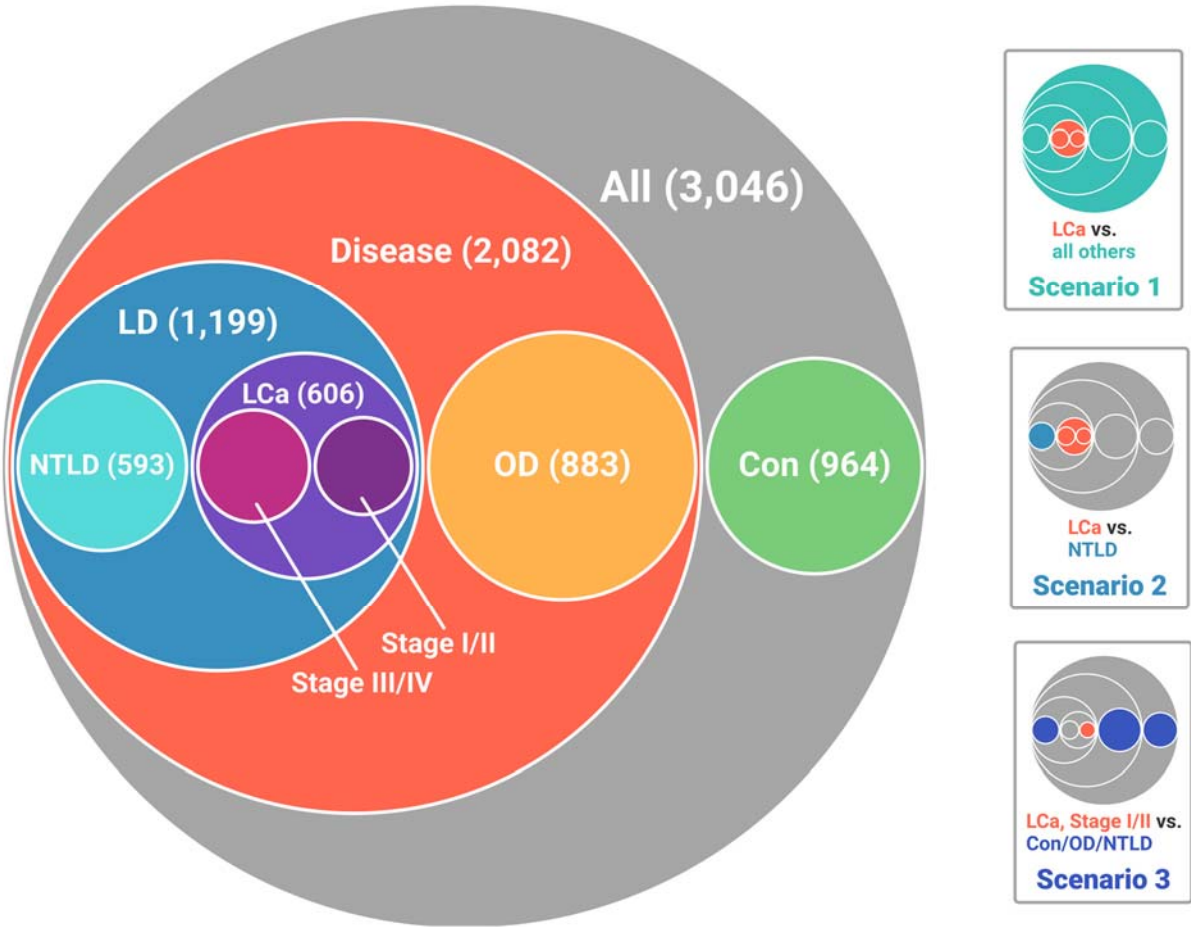 All (3,046)
Disease (2,082)
LD (1,199)
LCa (606)
NTLD (593)
OD (883)
Con (964)
Stage I/II
Stage III/IV
LCa vs.
all others
Scenario 1
LCa vs.
NTLD
Scenario 2
LCa, Stage I/II vs.
Con/OD/NTLD
Scenario 3